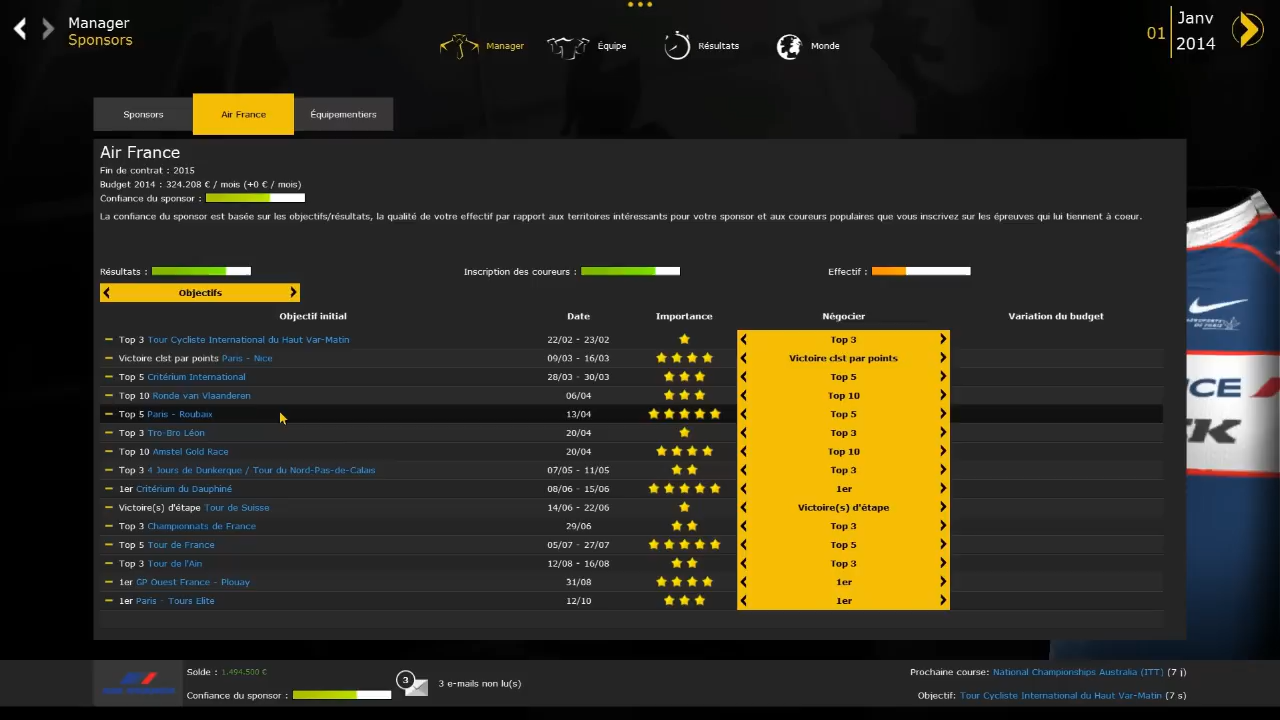 Manager
Sponsors
Manager
Équipe
Résultats
Monde
01
Janv
2014
Sponsors
Air France
Équipementiers
Air France
Fin de contrat : 2015
Budget 2014 : 324.208 € / mois (+0 € / mois)
Confiance du sponsor :
La confiance du sponsor est basée sur les objectifs/résultats, la qualité de votre effectif par rapport aux territoires intéressants pour votre sponsor et aux coureurs populaires que vous inscrivez sur les épreuves qui lui tiennent à coeur.
Résultats :
Inscription des coureurs :
Effectif :
Objectifs
Objectif initial Date Importance Négocier Variation du budget
Top 3 Tour Cycliste International du Haut Var-Matin 22/02 - 23/02 Top 3
Victoire clst par points Paris - Nice 09/03 - 16/03 Victoire clst par points
Top 5 Critérium International 28/03 - 30/03 Top 5
Top 10 Ronde van Vlaanderen 06/04 Top 10
Top 5 Paris - Roubaix 13/04 Top 5
Top 3 Tro-Bro Léon 20/04 Top 3
Top 10 Amstel Gold Race 20/04 Top 10
Top 3 4 Jours de Dunkerque / Tour du Nord-Pas-de-Calais 07/05 - 11/05 Top 3
1er Critérium du Dauphiné 08/06 - 15/06 1er
Victoire(s) d'étape Tour de Suisse 14/06 - 22/06 Victoire(s) d'étape
Top 3 Championnats de France 29/06 Top 3
Top 5 Tour de France 05/07 - 27/07 Top 5
Top 3 Tour de l'Ain 12/08 - 16/08 Top 3
1er GP Ouest France - Plouay 31/08 1er
1er Paris - Tours Elite 12/10 1er
Solde : 1.494.500 €
Confiance du sponsor :
3
3 e-mails non lu(s)
Prochaine course: National Championships Australia (ITT) (7 j)
Objectif: Tour Cycliste International du Haut Var-Matin (7 s)